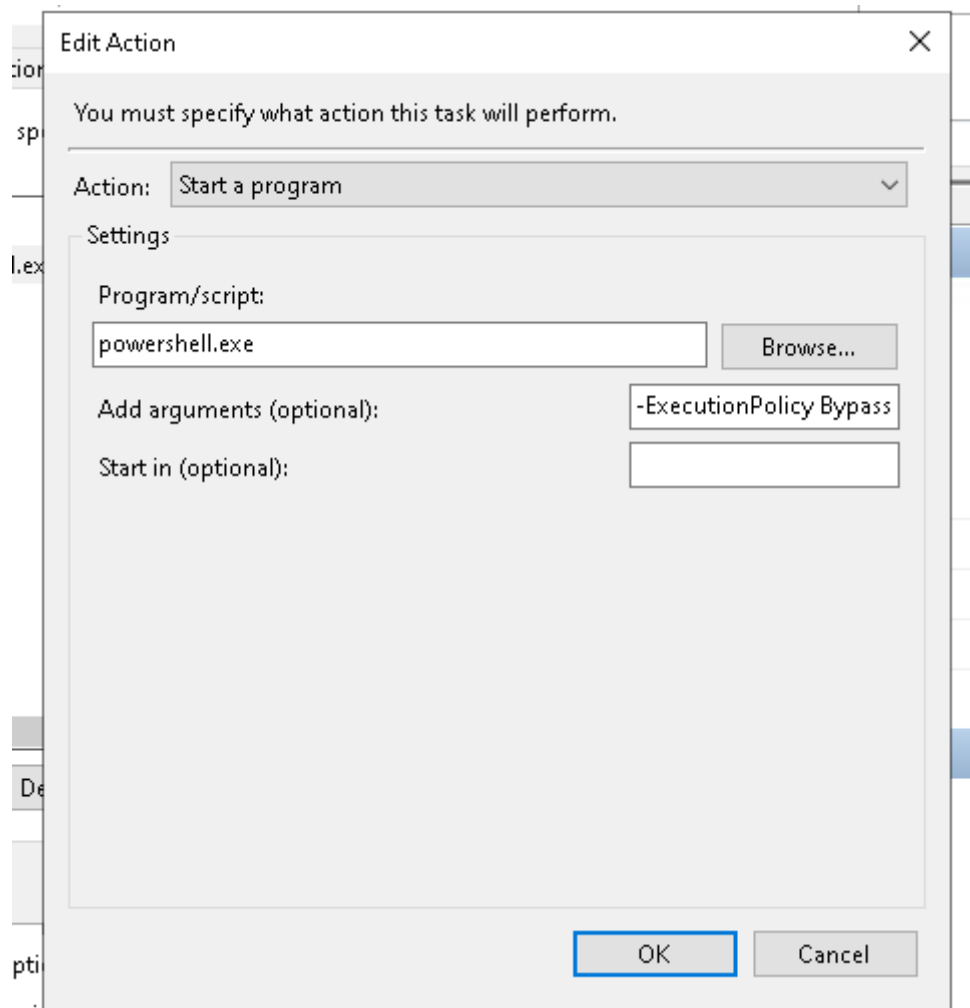 Edit Action
You must specify what action this task will perform.
Action: Start a program
Settings
Program/script:
powershell.exe
Browse...
Add arguments (optional): -ExecutionPolicy Bypass
Start in (optional):
OK Cancel